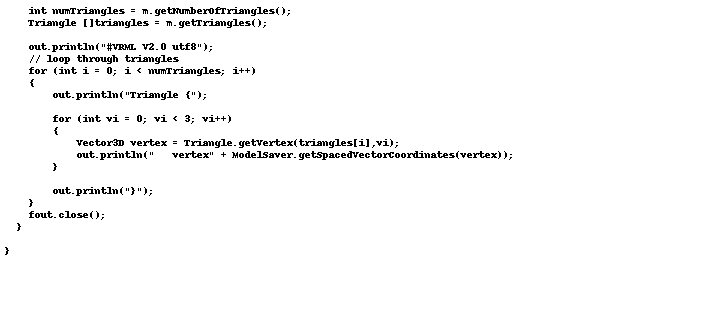 int numTriangles = m.getNumberOfTriangles();
Triangle []triangles = m.getTriangles();
out.println("#VRML V2.0 utf8");
// loop through triangles
for (int i = 0; i < numTriangles; i++)
{
out.println("Triangle {");
for (int vi = 0; vi < 3; vi++)
{
Vector3D vertex = Triangle.getVertex(triangles[i],vi);
out.println("   vertex" + ModelSaver.getSpacedVectorCoordinates(vertex));
}
out.println("}");
}
fout.close();
}
}